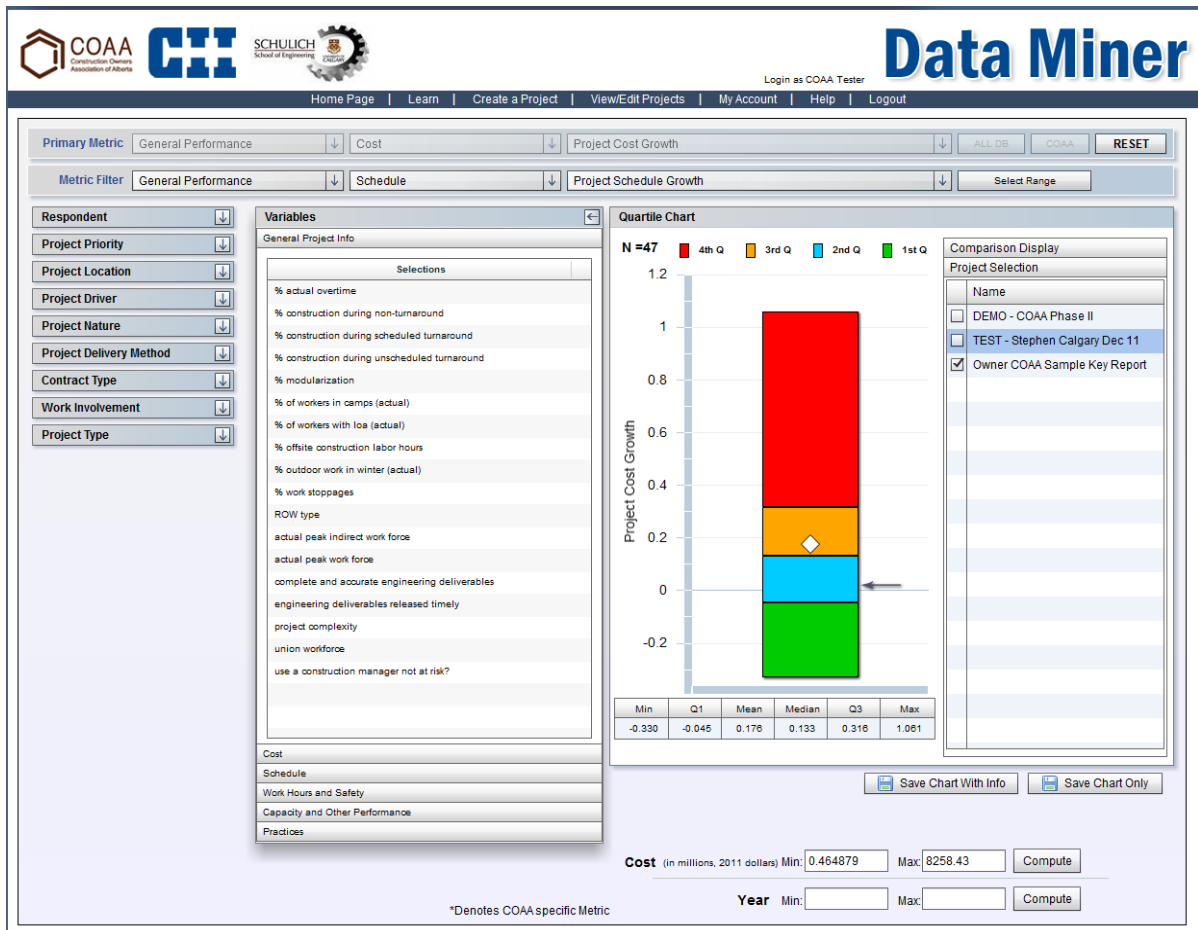 COAA
Construction Owners
Association of Alberta
CII
SCHULICH
School of Engineering
UNIVERSITY OF
CALGARY
Login as COAA Tester
Data Miner
Home Page | Learn | Create a Project | View/Edit Projects | My Account | Help | Logout
Primary Metric General Performance Cost Project Cost Growth ALL DB COAA RESET
Metric Filter General Performance Schedule Project Schedule Growth Select Range
Respondent
Project Priority
Project Location
Project Driver
Project Nature
Project Delivery Method
Contract Type
Work Involvement
Project Type
Variables
General Project Info
Selections
% actual overtime
% construction during non-turnaround
% construction during scheduled turnaround
% construction during unscheduled turnaround
% modularization
% of workers in camps (actual)
% of workers with loa (actual)
% offsite construction labor hours
% outdoor work in winter (actual)
% work stoppages
ROW type
actual peak indirect work force
actual peak work force
complete and accurate engineering deliverables
engineering deliverables released timely
project complexity
union workforce
use a construction manager not at risk?
Cost
Schedule
Work Hours and Safety
Capacity and Other Performance
Practices
Quartile Chart
N =47 4th Q 3rd Q 2nd Q 1st Q
1.2
1
0.8
0.6
0.4
0.2
0
-0.2
Project Cost Growth
Min Q1 Mean Median Q3 Max
-0.330 -0.045 0.176 0.133 0.316 1.061
Comparison Display
Project Selection
Name
DEMO - COAA Phase II
TEST - Stephen Calgary Dec 11
Owner COAA Sample Key Report
Save Chart With Info Save Chart Only
Cost (in millions, 2011 dollars) Min: 0.464879 Max: 8258.43 Compute
Year Min: Max: Compute
*Denotes COAA specific Metric